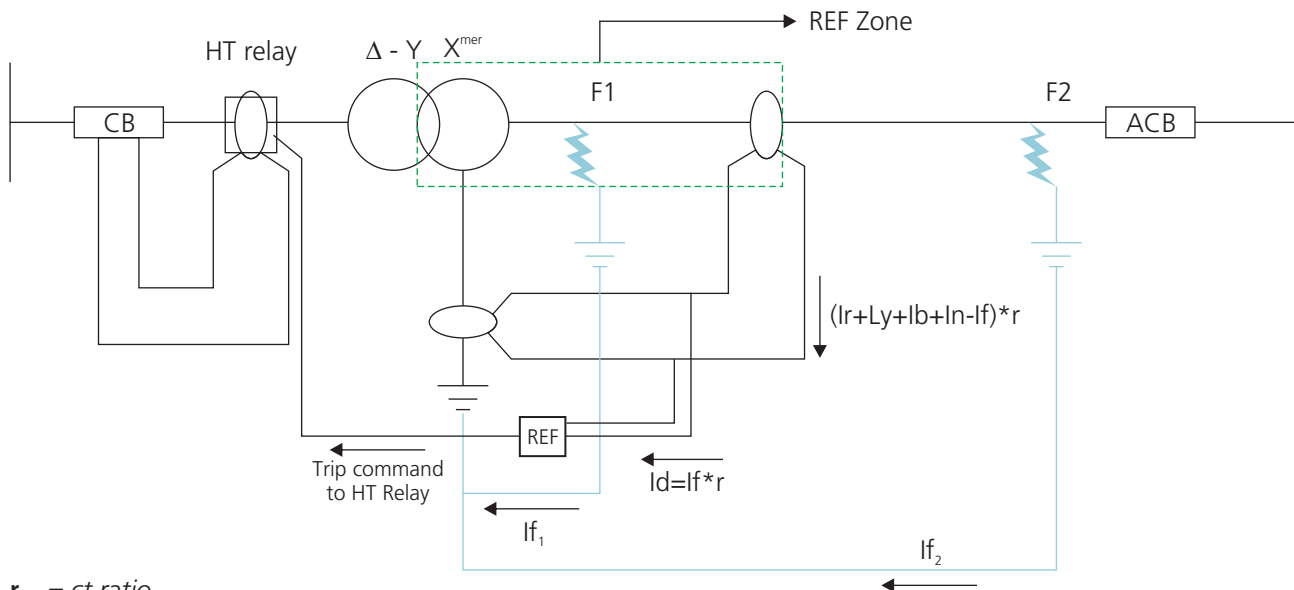 REF Zone
HT relay
Δ - Y X^mer
F1
F2
CB
ACB
(Ir+Ly+Ib+In-If)*r
REF
Trip command
to HT Relay
Id=If*r
If₁
If₂
r = ct ratio